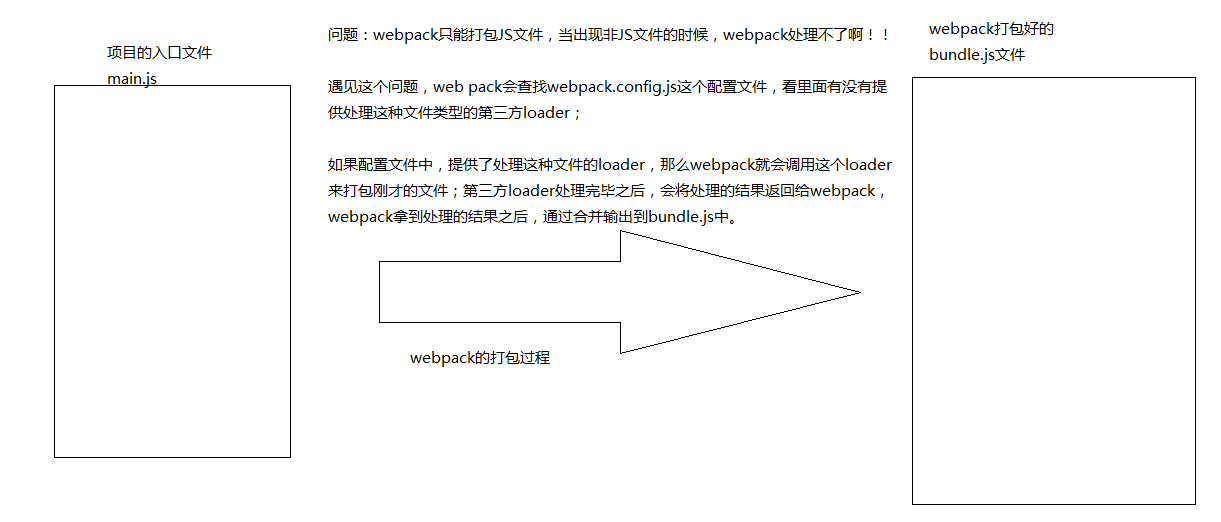 项目的入口文件
main.js
问题：webpack只能打包JS文件，当出现非JS文件的时候，webpack处理不了啊！！
遇见这个问题，web pack会查找webpack.config.js这个配置文件，看里面有没有提
供处理这种文件类型的第三方loader；
如果配置文件中，提供了处理这种文件的loader，那么webpack就会调用这个loader
来打包刚才的文件；第三方loader处理完毕之后，会将处理的结果返回给webpack，
webpack拿到处理的结果之后，通过合并输出到bundle.js中。
webpack的打包过程
webpack打包好的
bundle.js文件